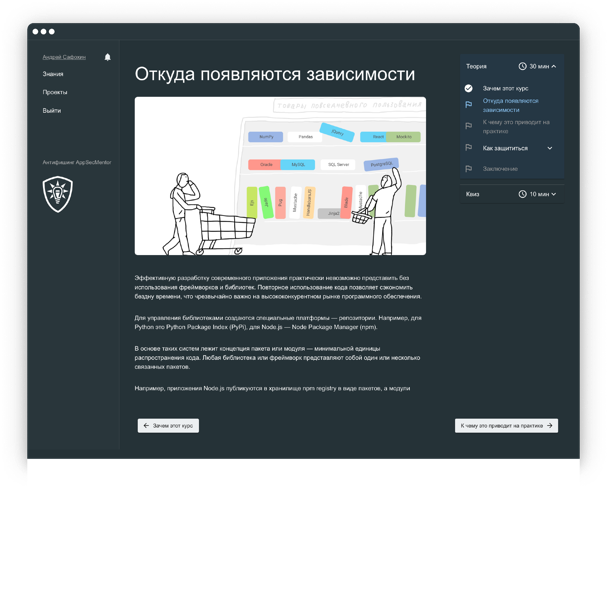 Андрей Сафохин
Знания
Проекты
Выйти
Антифишинг AppSecMentor
Откуда появляются зависимости
товары повседневного пользования
NumPy
Pandas
React
Oracle
MySQL
SQL Server
PostgreSQL
Эффективную разработку современного приложения практически невозможно представить без
использования фреймворков и библиотек. Повторное использование кода позволяет сэкономить
бездну времени, что чрезвычайно важно на высококонкурентном рынке программного обеспечения.
Для управления библиотеками создаются специальные платформы — репозитории. Например, для
Python это Python Package Index (PyPi), для Node.js — Node Package Manager (npm).
В основе таких систем лежит концепция пакета или модуля — минимальной единицы
распространения кода. Любая библиотека или фреймворк представляют собой один или несколько
связанных пакетов.
Например, приложения Node.js публикуются в хранилище npm registry в виде пакетов, а модули
Зачем этот курс
К чему это приводит на практике
Теория
30 мин
Зачем этот курс
Откуда появляются
зависимости
К чему это приводит на
практике
Как защититься
Заключение
Квиз
10 мин